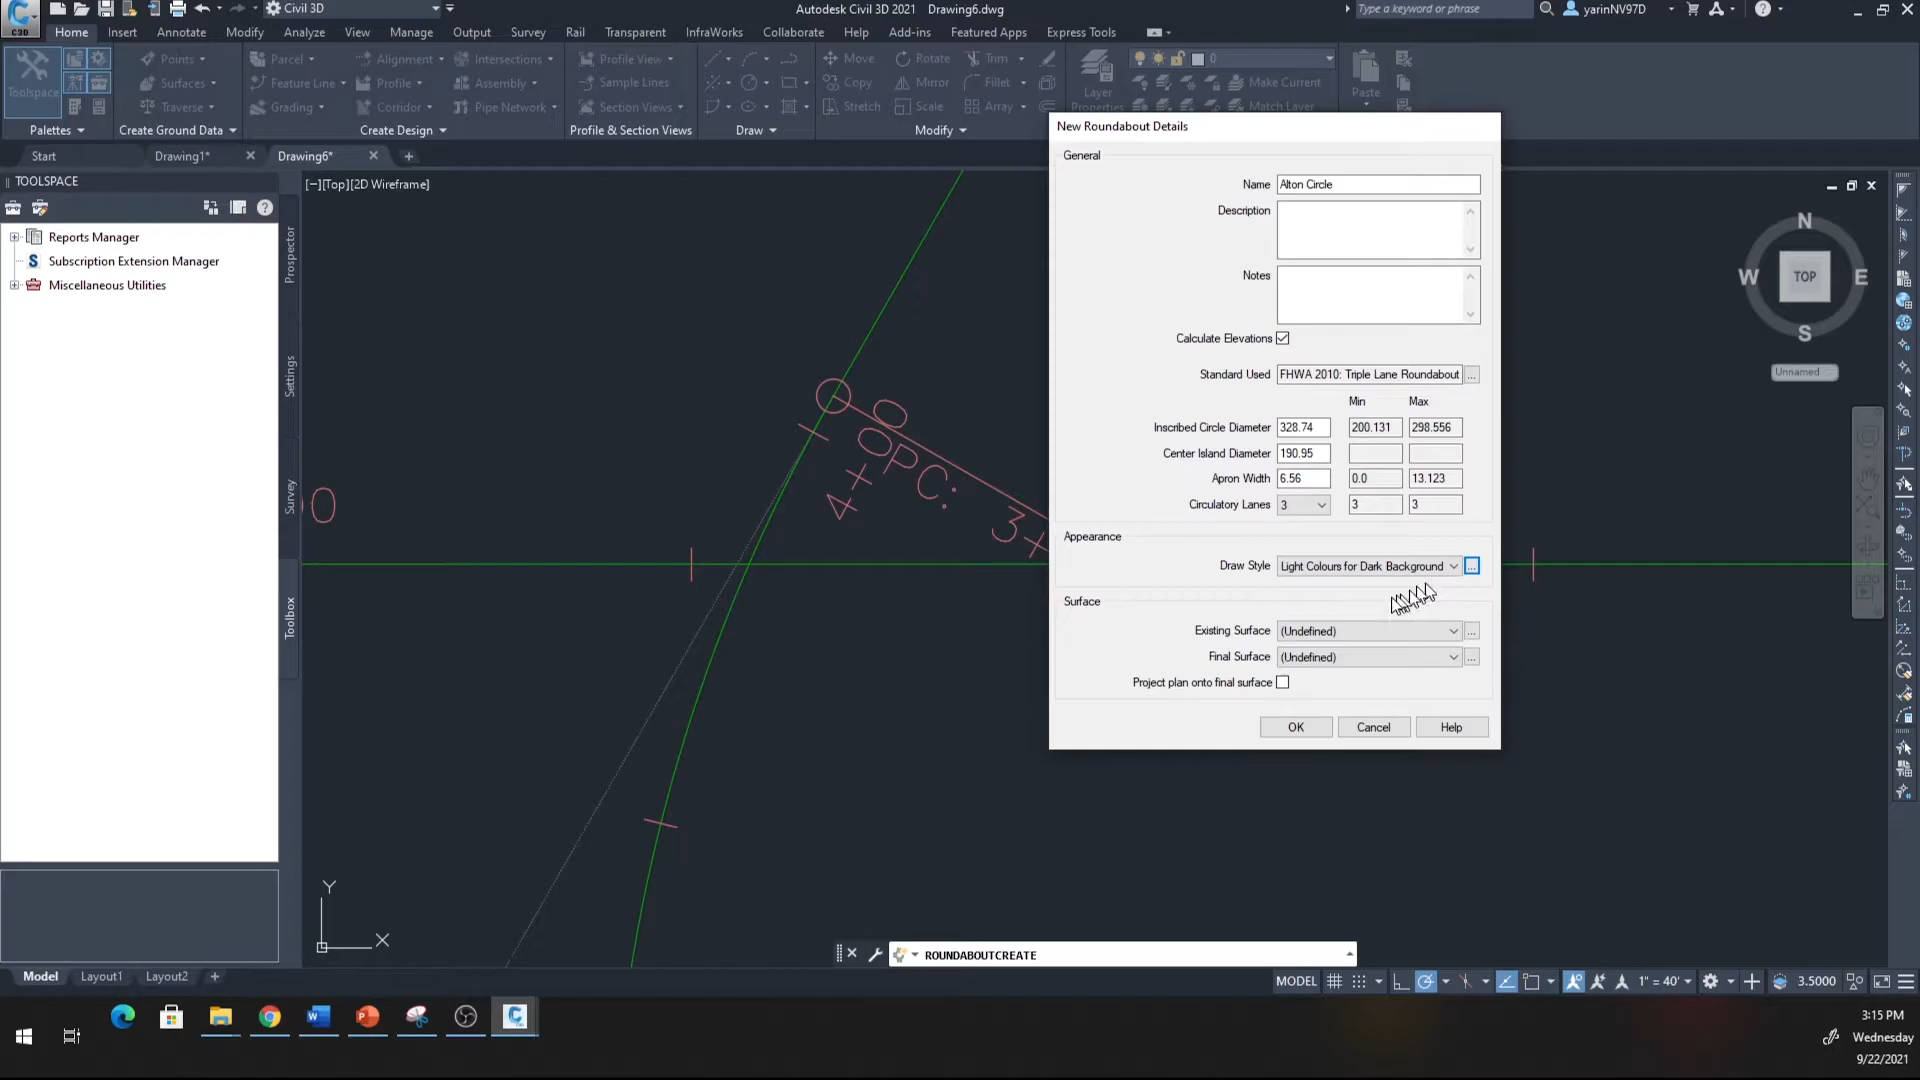 Civil 3D
Autodesk Civil 3D 2021 Drawing6.dwg
Type a keyword or phrase
yarinNV97D
C3D
Home Insert Annotate Modify Analyze View Manage Output Survey Rail Transparent InfraWorks Collaborate Help Add-ins Featured Apps Express Tools
Toolspace
Points
Surfaces
Traverse
Parcel
Feature Line
Grading
Alignment
Profile
Corridor
Intersections
Assembly
Pipe Network
Profile View
Sample Lines
Section Views
Move
Copy
Stretch
Rotate
Mirror
Scale
Trim
Fillet
Array
Layer
Properties
0
Make Current
Match Layer
Paste
Palettes
Create Ground Data
Create Design
Profile & Section Views
Draw
Modify
Start
Drawing1*
Drawing6*
TOOLSPACE
Reports Manager
Subscription Extension Manager
Miscellaneous Utilities
Prospector
Settings
Survey
Toolbox
[−][Top][2D Wireframe]
PC:
New Roundabout Details
General
Name Alton Circle
Description
Notes
Calculate Elevations
Standard Used FHWA 2010: Triple Lane Roundabout ...
Min Max
Inscribed Circle Diameter 328.74 200.131 298.556
Center Island Diameter 190.95
Apron Width 6.56 0.0 13.123
Circulatory Lanes 3 3 3
Appearance
Draw Style Light Colours for Dark Background ...
Surface
Existing Surface (Undefined) ...
Final Surface (Undefined) ...
Project plan onto final surface
OK Cancel Help
N
W TOP E
S
Unnamed
Y
X
ROUNDABOUTCREATE
Model Layout1 Layout2
MODEL
1" = 40'
3.5000
3:15 PM
Wednesday
9/22/2021